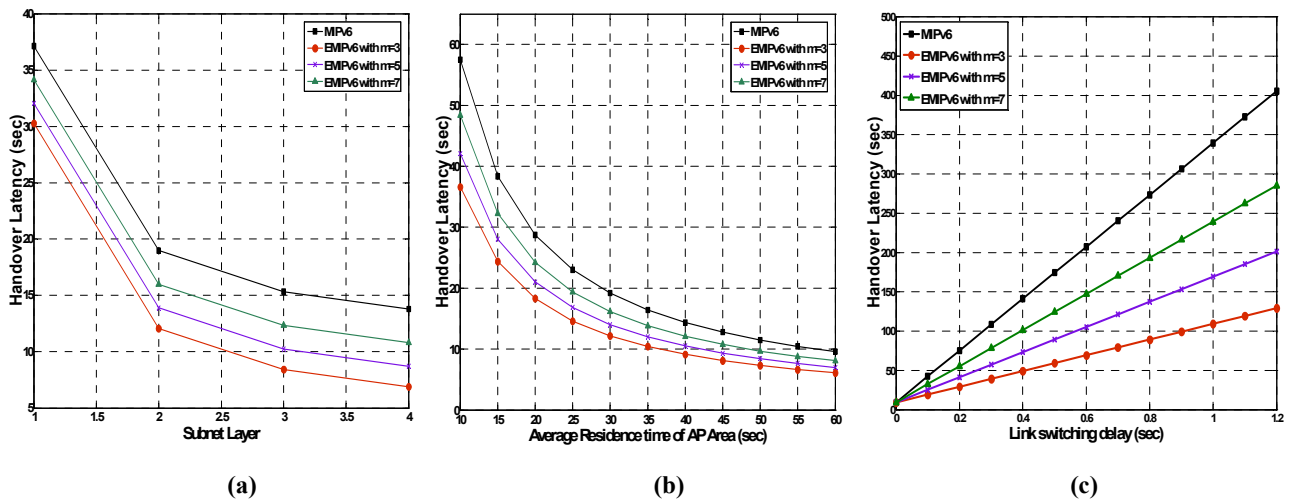 40
35
30
25
20
15
10
5
1
1.5
2
2.5
3
3.5
4
Handover Latency (sec)
Subnet Layer
MIPv6
EMIPv6 with m=3
EMIPv6 with m=5
EMIPv6 with m=7
(a)
60
50
40
30
20
10
0
10
15
20
25
30
35
40
45
50
55
60
Handover Latency (sec)
Average Residence time of AP Area (sec)
MIPv6
EMIPv6 with m=3
EMIPv6 with m=5
EMIPv6 with m=7
(b)
500
450
400
350
300
250
200
150
100
50
0
0
0.2
0.4
0.6
0.8
1
1.2
Handover Latency (sec)
Link switching delay (sec)
MIPv6
EMIPv6 with m=3
EMIPv6 with m=5
EMIPv6 with m=7
(c)